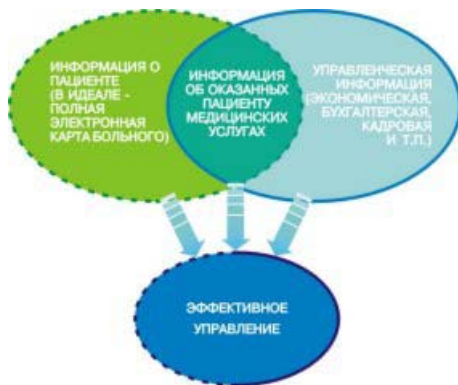 ИНФОРМАЦИЯ О
ПАЦИЕНТЕ
(В ИДЕАЛЕ -
ПОЛНАЯ
ЭЛЕКТРОННАЯ
КАРТА БОЛЬНОГО)
ИНФОРМАЦИЯ
ОБ ОКАЗАННЫХ
ПАЦИЕНТУ
МЕДИЦИНСКИХ
УСЛУГАХ
УПРАВЛЕНЧЕСКАЯ
ИНФОРМАЦИЯ
(ЭКОНОМИЧЕСКАЯ,
БУХГАЛТЕРСКАЯ,
КАДРОВАЯ
И Т.П.)
ЭФФЕКТИВНОЕ
УПРАВЛЕНИЕ